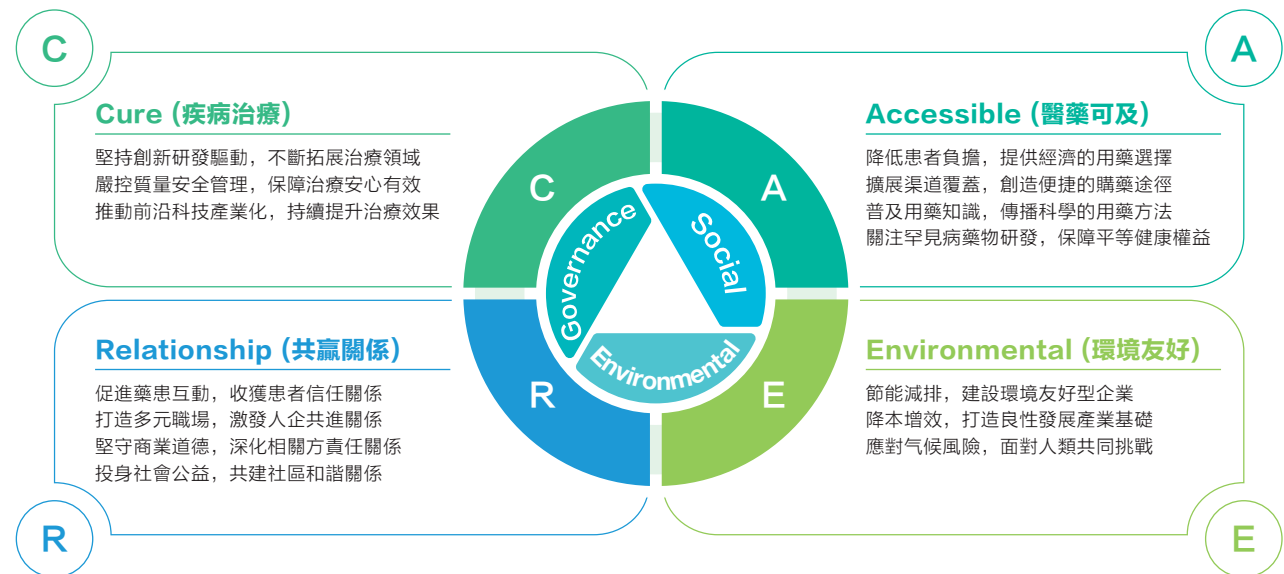 C
Cure (疾病治療)
堅持創新研發驅動，不斷拓展治療領域
嚴控質量安全管理，保障治療安心有效
推動前沿科技產業化，持續提升治療效果
A
Accessible (醫藥可及)
降低患者負擔，提供經濟的用藥選擇
擴展渠道覆蓋，創造便捷的購藥途徑
普及用藥知識，傳播科學的用藥方法
關注罕見病藥物研發，保障平等健康權益
C
A
R
E
Governance
Social
Environmental
Relationship (共贏關係)
促進藥患互動，收獲患者信任關係
打造多元職場，激發人企共進關係
堅守商業道德，深化相關方責任關係
投身社會公益，共建社區和諧關係
R
Environmental (環境友好)
節能減排，建設環境友好型企業
降本增效，打造良性發展產業基礎
應對气候風險，面對人類共同挑戰
E